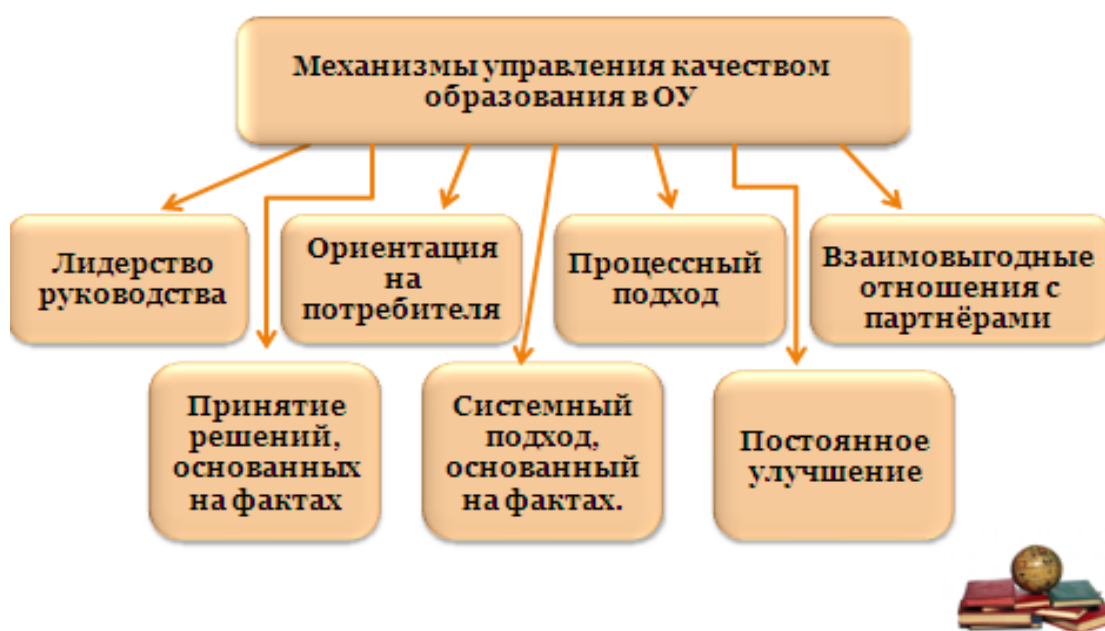 Механизмы управления качеством
образования в ОУ
Лидерство
руководства
Ориентация
на
потребителя
Процессный
подход
Взаимовыгодные
отношения с
партнёрами
Принятие
решений,
основанных
на фактах
Системный
подход,
основанный
на фактах.
Постоянное
улучшение